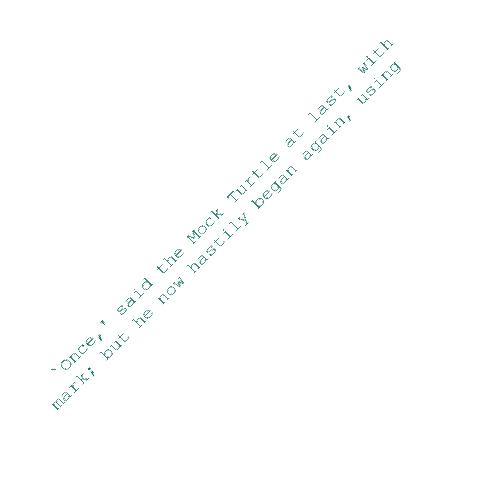 `Once,' said the Mock Turtle at last, with
mark; but he now hastily began again, using